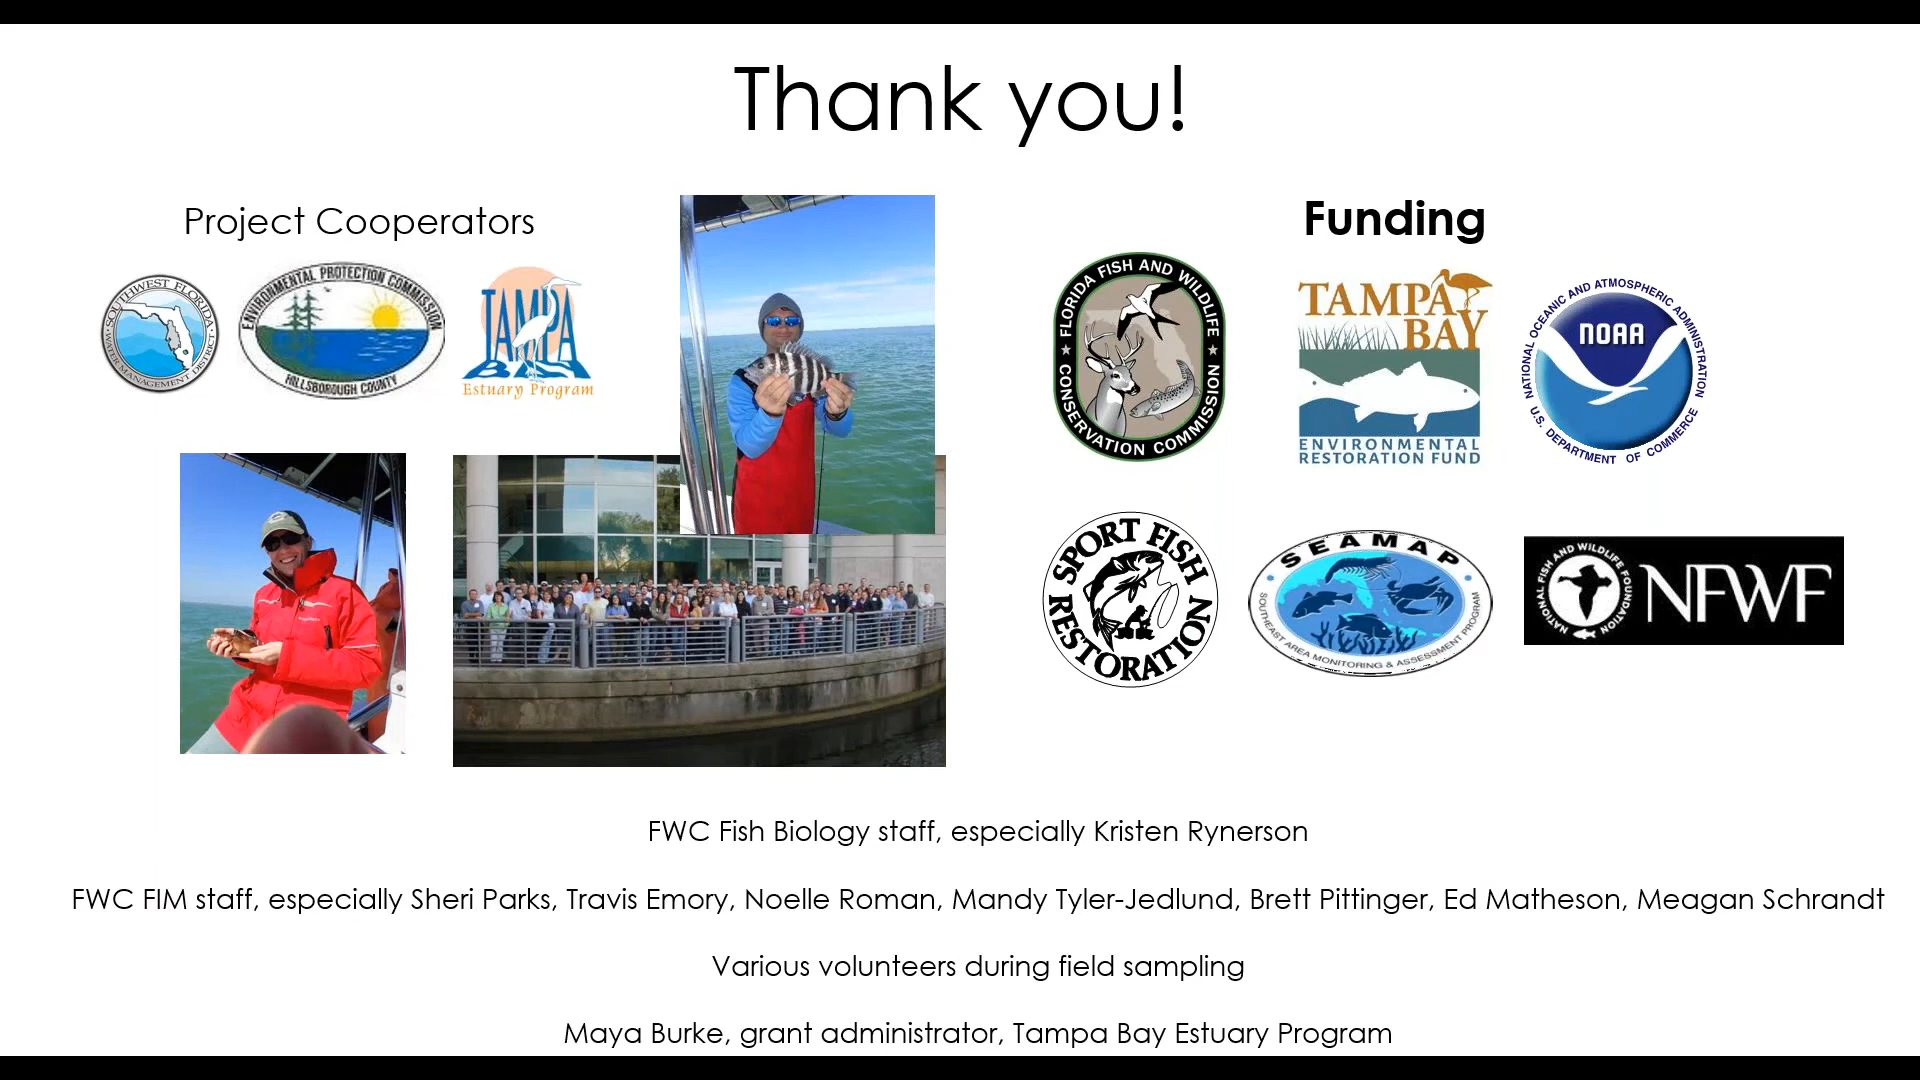 Thank you!
Project Cooperators
SOUTHWEST FLORIDA
WATER MANAGEMENT DISTRICT
ENVIRONMENTAL PROTECTION COMMISSION
HILLSBOROUGH COUNTY
TAMPA
BAY
Estuary Program
Funding
FLORIDA FISH AND WILDLIFE
CONSERVATION COMMISSION
TAMPA
BAY
ENVIRONMENTAL
RESTORATION FUND
NATIONAL OCEANIC AND ATMOSPHERIC ADMINISTRATION
NOAA
U.S. DEPARTMENT OF COMMERCE
SPORT FISH
RESTORATION
SEAMAP
SOUTHEAST AREA MONITORING & ASSESSMENT PROGRAM
NATIONAL FISH AND WILDLIFE FOUNDATION
NFWF
FWC Fish Biology staff, especially Kristen Rynerson
FWC FIM staff, especially Sheri Parks, Travis Emory, Noelle Roman, Mandy Tyler-Jedlund, Brett Pittinger, Ed Matheson, Meagan Schrandt
Various volunteers during field sampling
Maya Burke, grant administrator, Tampa Bay Estuary Program